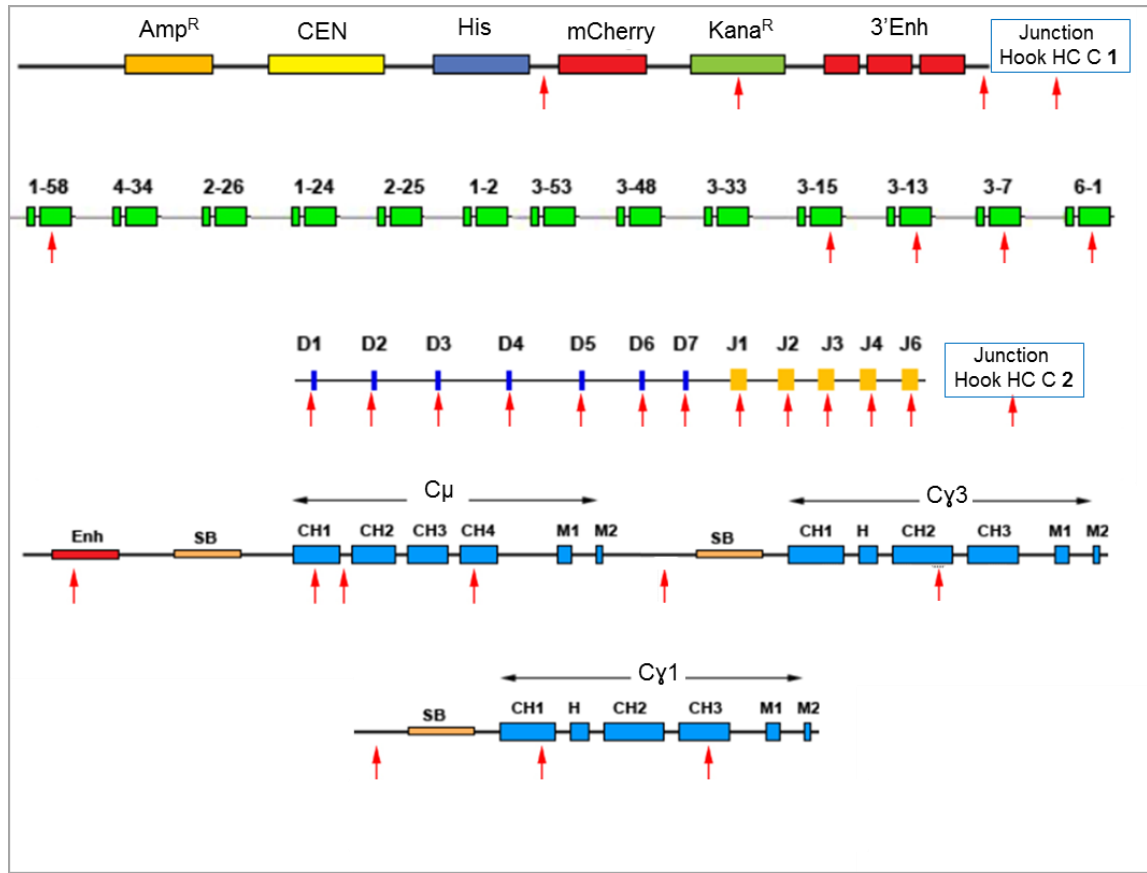 Amp^R CEN His mCherry Kana^R 3'Enh
Junction
Hook HC C 1
1-58 4-34 2-26 1-24 2-25 1-2 3-53 3-48 3-33 3-15 3-13 3-7 6-1
D1 D2 D3 D4 D5 D6 D7 J1 J2 J3 J4 J6
Junction
Hook HC C 2
Cµ Cɣ3
Enh SB CH1 CH2 CH3 CH4 M1 M2 SB CH1 H CH2 CH3 M1 M2
Cɣ1
SB CH1 H CH2 CH3 M1 M2